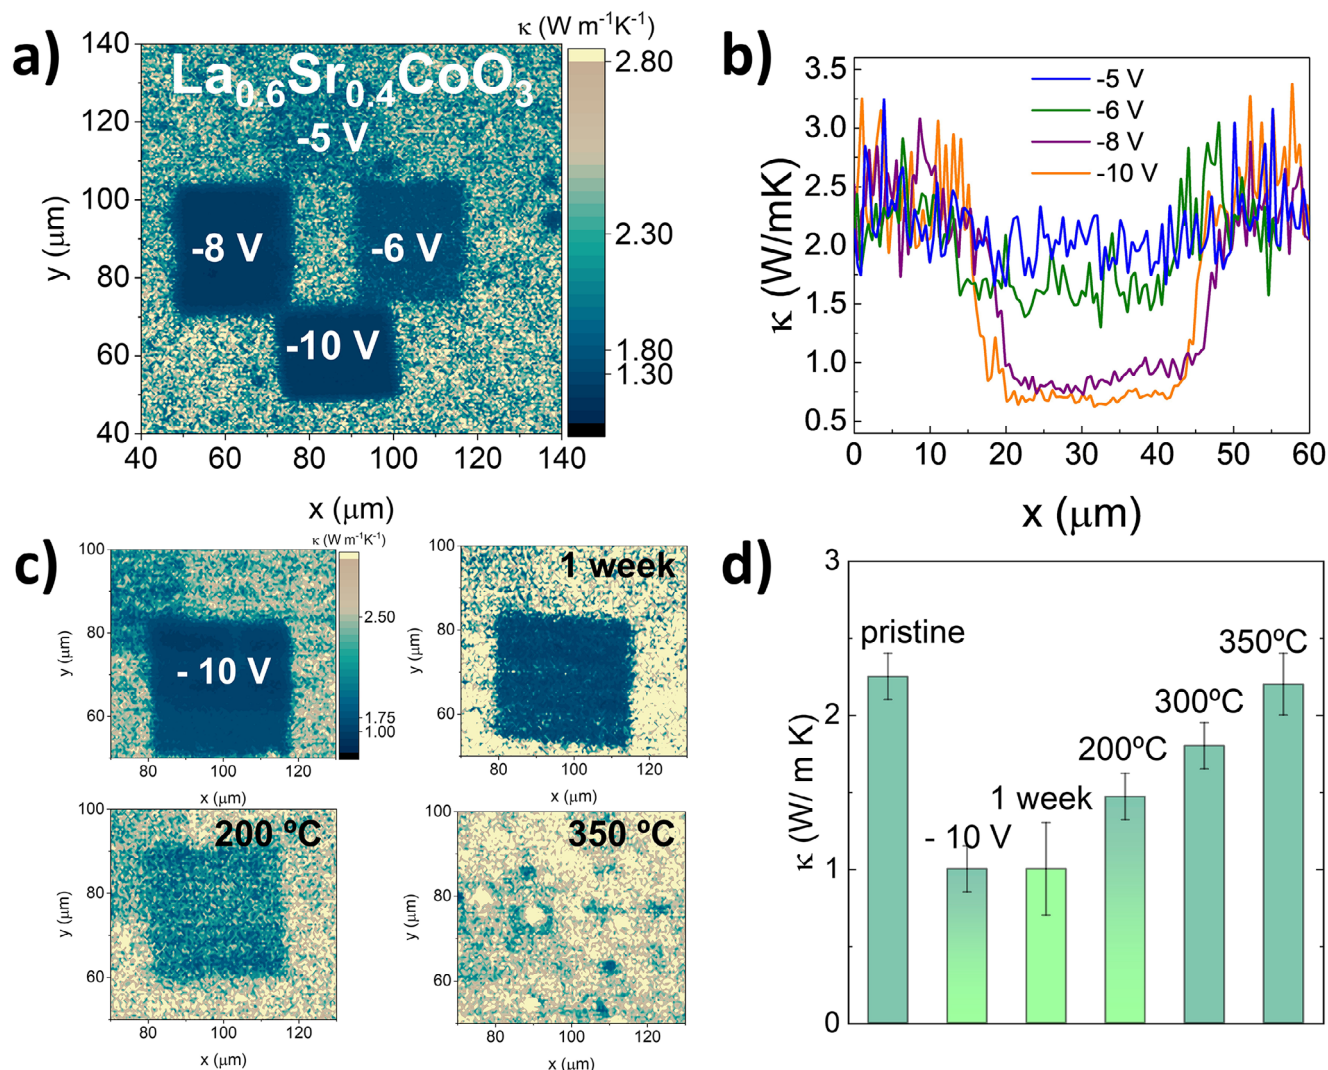 a)
κ (W m⁻¹K⁻¹)
La₀.₆Sr₀.₄CoO₃
-5 V
-8 V
-6 V
-10 V
140
120
100
80
60
40
y (μm)
40 60 80 100 120 140
x (μm)
2.80
2.30
1.80
1.30
b)
-5 V
-6 V
-8 V
-10 V
3.5
3.0
2.5
2.0
1.5
1.0
0.5
κ (W/mK)
0 10 20 30 40 50 60
x (μm)
c)
κ (W m⁻¹K⁻¹)
- 10 V
100
80
60
y (μm)
80 100 120
x (μm)
2.50
1.75
1.00
1 week
100
80
60
y (μm)
80 100 120
x (μm)
200 ºC
100
80
60
y (μm)
80 100 120
x (μm)
350 ºC
100
80
60
y (μm)
80 100 120
x (μm)
d)
pristine
- 10 V
1 week
200ºC
300ºC
350ºC
3
2
1
0
κ (W/ m K)